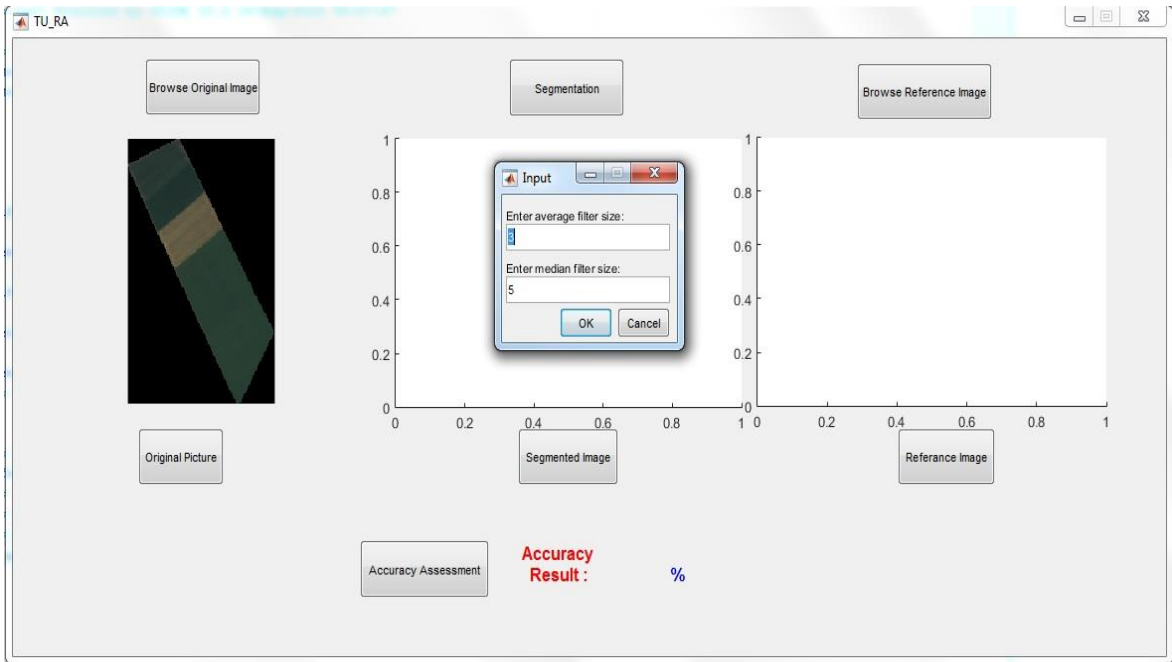 TU_RA
Browse Original Image
Segmentation
Browse Reference Image
1
0.8
0.6
0.4
0.2
0
0
0.2
0.4
0.6
0.8
1
1
0.8
0.6
0.4
0.2
0
0
0.2
0.4
0.6
0.8
1
Input
Enter average filter size:
3
Enter median filter size:
5
OK
Cancel
Original Picture
Segmented Image
Referance Image
Accuracy Assessment
Accuracy
Result :
%